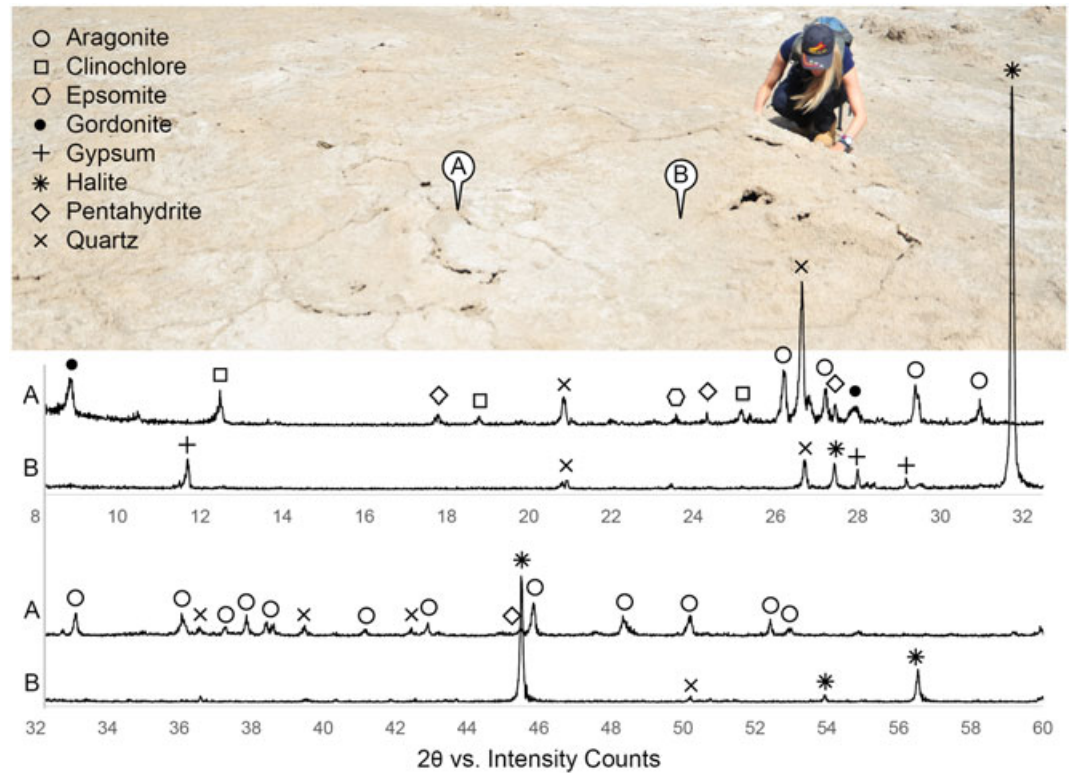 Aragonite
Clinochlore
Epsomite
Gordonite
Gypsum
Halite
Pentahydrite
Quartz
A
B
A
B
8 10 12 14 16 18 20 22 24 26 28 30 32
A
B
32 34 36 38 40 42 44 46 48 50 52 54 56 58 60
2θ vs. Intensity Counts